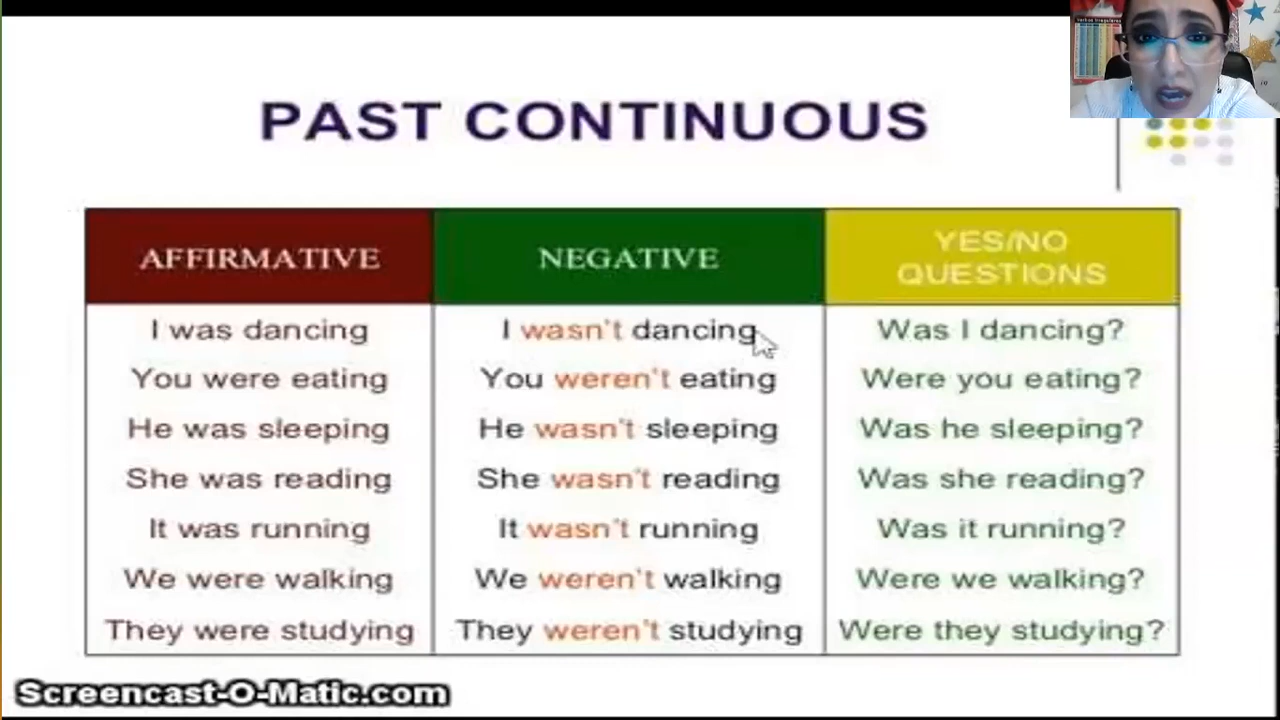 PAST CONTINUOUS
AFFIRMATIVE
NEGATIVE
YES/NO
QUESTIONS
I was dancing
I wasn't dancing
Was I dancing?
You were eating
You weren't eating
Were you eating?
He was sleeping
He wasn't sleeping
Was he sleeping?
She was reading
She wasn't reading
Was she reading?
It was running
It wasn't running
Was it running?
We were walking
We weren't walking
Were we walking?
They were studying
They weren't studying
Were they studying?
Screencast-O-Matic.com